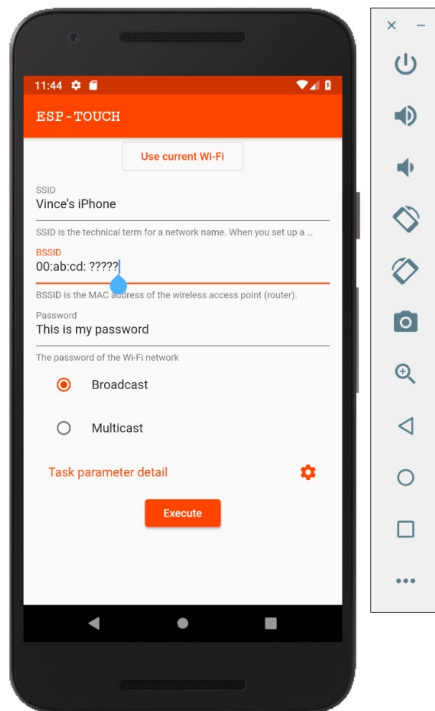 11:44
ESP-TOUCH
Use current Wi-Fi
SSID
Vince's iPhone
SSID is the technical term for a network name. When you set up a ...
BSSID
00:ab:cd: ?????
BSSID is the MAC address of the wireless access point (router).
Password
This is my password
The password of the Wi-Fi network
Broadcast
Multicast
Task parameter detail
Execute